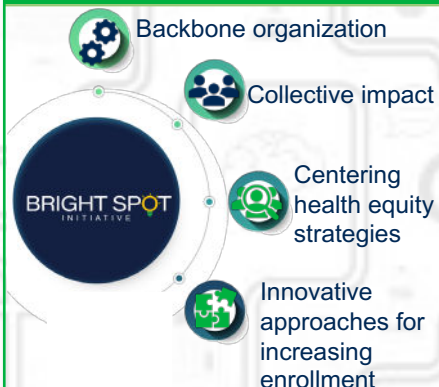 Backbone organization
Collective impact
BRIGHT SPOT
INITIATIVE
Centering
health equity
strategies
Innovative
approaches for
increasing
enrollment